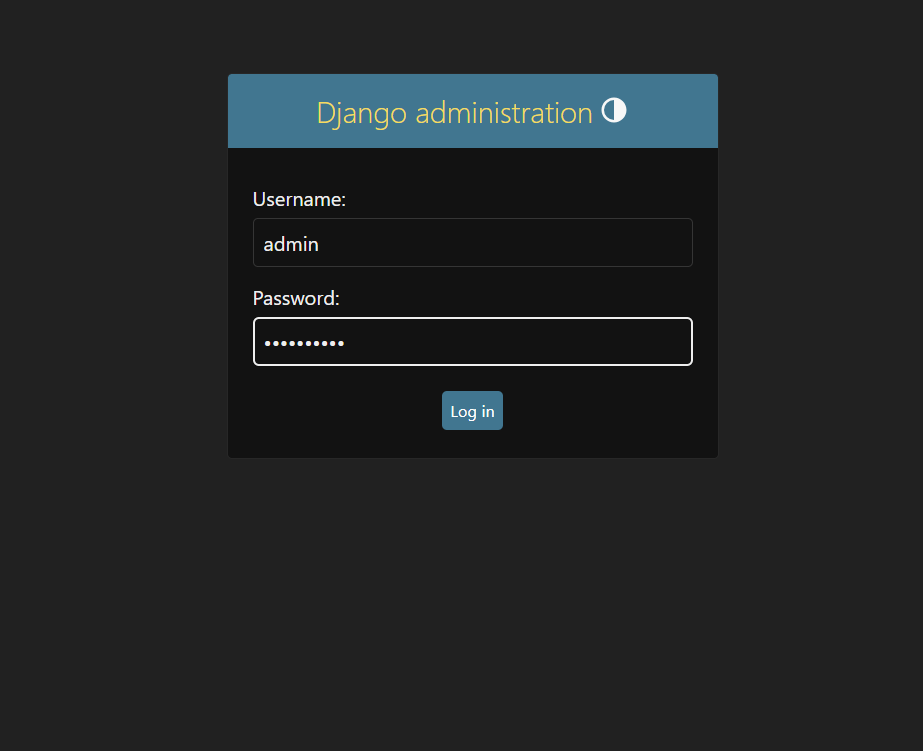 Django administration
Username:
admin
Password:
••••••••••
Log in